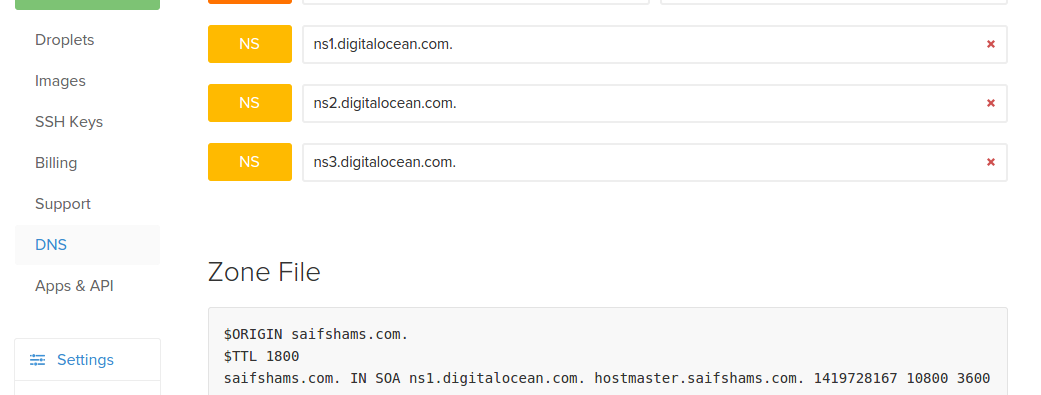 Droplets
Images
SSH Keys
Billing
Support
DNS
Apps & API
Settings
NS ns1.digitalocean.com.
NS ns2.digitalocean.com.
NS ns3.digitalocean.com.
Zone File
$ORIGIN saifshams.com.
$TTL 1800
saifshams.com. IN SOA ns1.digitalocean.com. hostmaster.saifshams.com. 1419728167 10800 3600